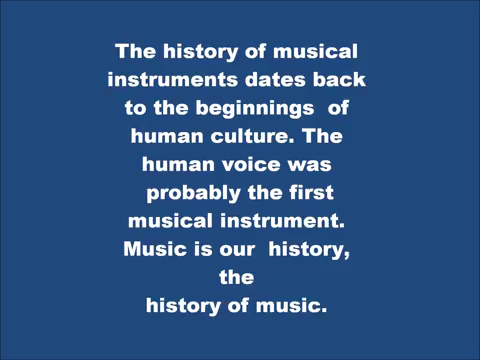 The history of musical
instruments dates back
to the beginnings  of
human culture. The
human voice was
probably the first
musical instrument.
Music is our  history,
the
history of music.